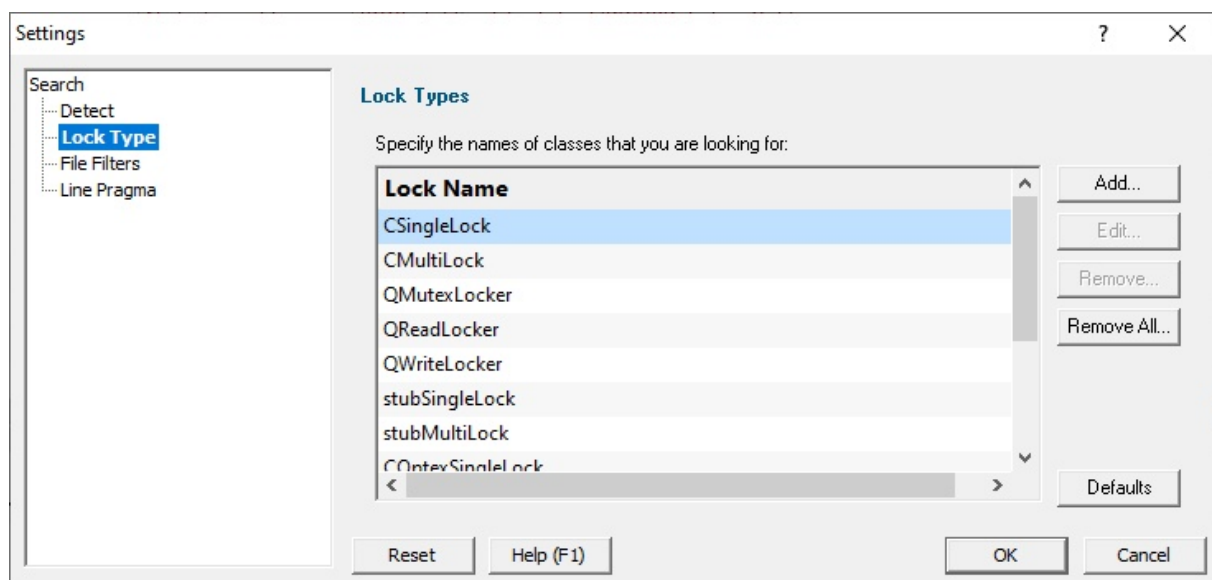 Settings
?
Search
Detect
Lock Type
File Filters
Line Pragma
Lock Types
Specify the names of classes that you are looking for:
Lock Name
CSingleLock
CMultiLock
QMutexLocker
QReadLocker
QWriteLocker
stubSingleLock
stubMultiLock
COptexSingleLock
Add...
Edit...
Remove...
Remove All...
Defaults
Reset
Help (F1)
OK
Cancel